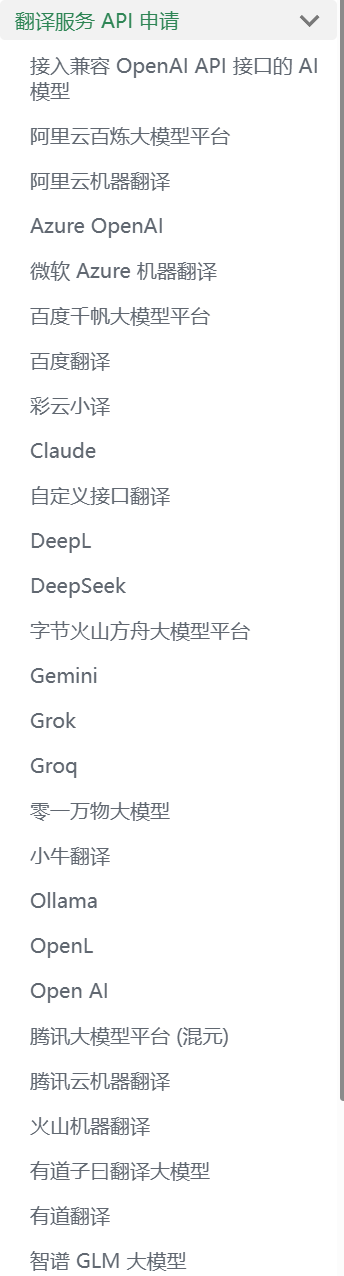 翻译服务 API 申请
接入兼容 OpenAI API 接口的 AI
模型
阿里云百炼大模型平台
阿里云机器翻译
Azure OpenAI
微软 Azure 机器翻译
百度千帆大模型平台
百度翻译
彩云小译
Claude
自定义接口翻译
DeepL
DeepSeek
字节火山方舟大模型平台
Gemini
Grok
Groq
零一万物大模型
小牛翻译
Ollama
OpenL
Open AI
腾讯大模型平台 (混元)
腾讯云机器翻译
火山机器翻译
有道子曰翻译大模型
有道翻译
智谱 GLM 大模型